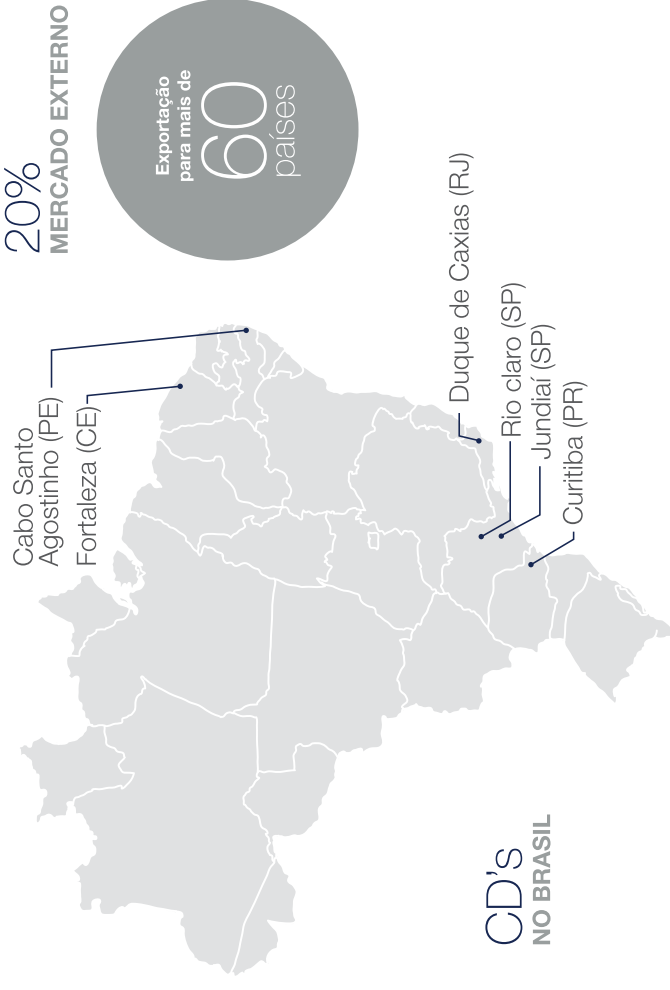 20%
MERCADO EXTERNO
Exportação
para mais de
60
países
Cabo Santo
Agostinho (PE)
Fortaleza (CE)
Duque de Caxias (RJ)
Rio claro (SP)
Jundiaí (SP)
Curitiba (PR)
CD's
NO BRASIL